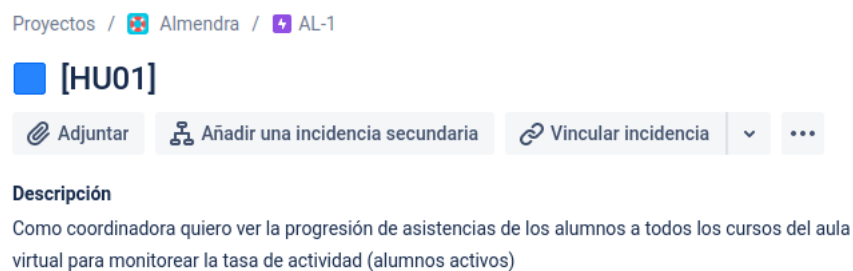 Proyectos / Almendra / AL-1
[HU01]
Adjuntar Añadir una incidencia secundaria Vincular incidencia
Descripción
Como coordinadora quiero ver la progresión de asistencias de los alumnos a todos los cursos del aula
virtual para monitorear la tasa de actividad (alumnos activos)